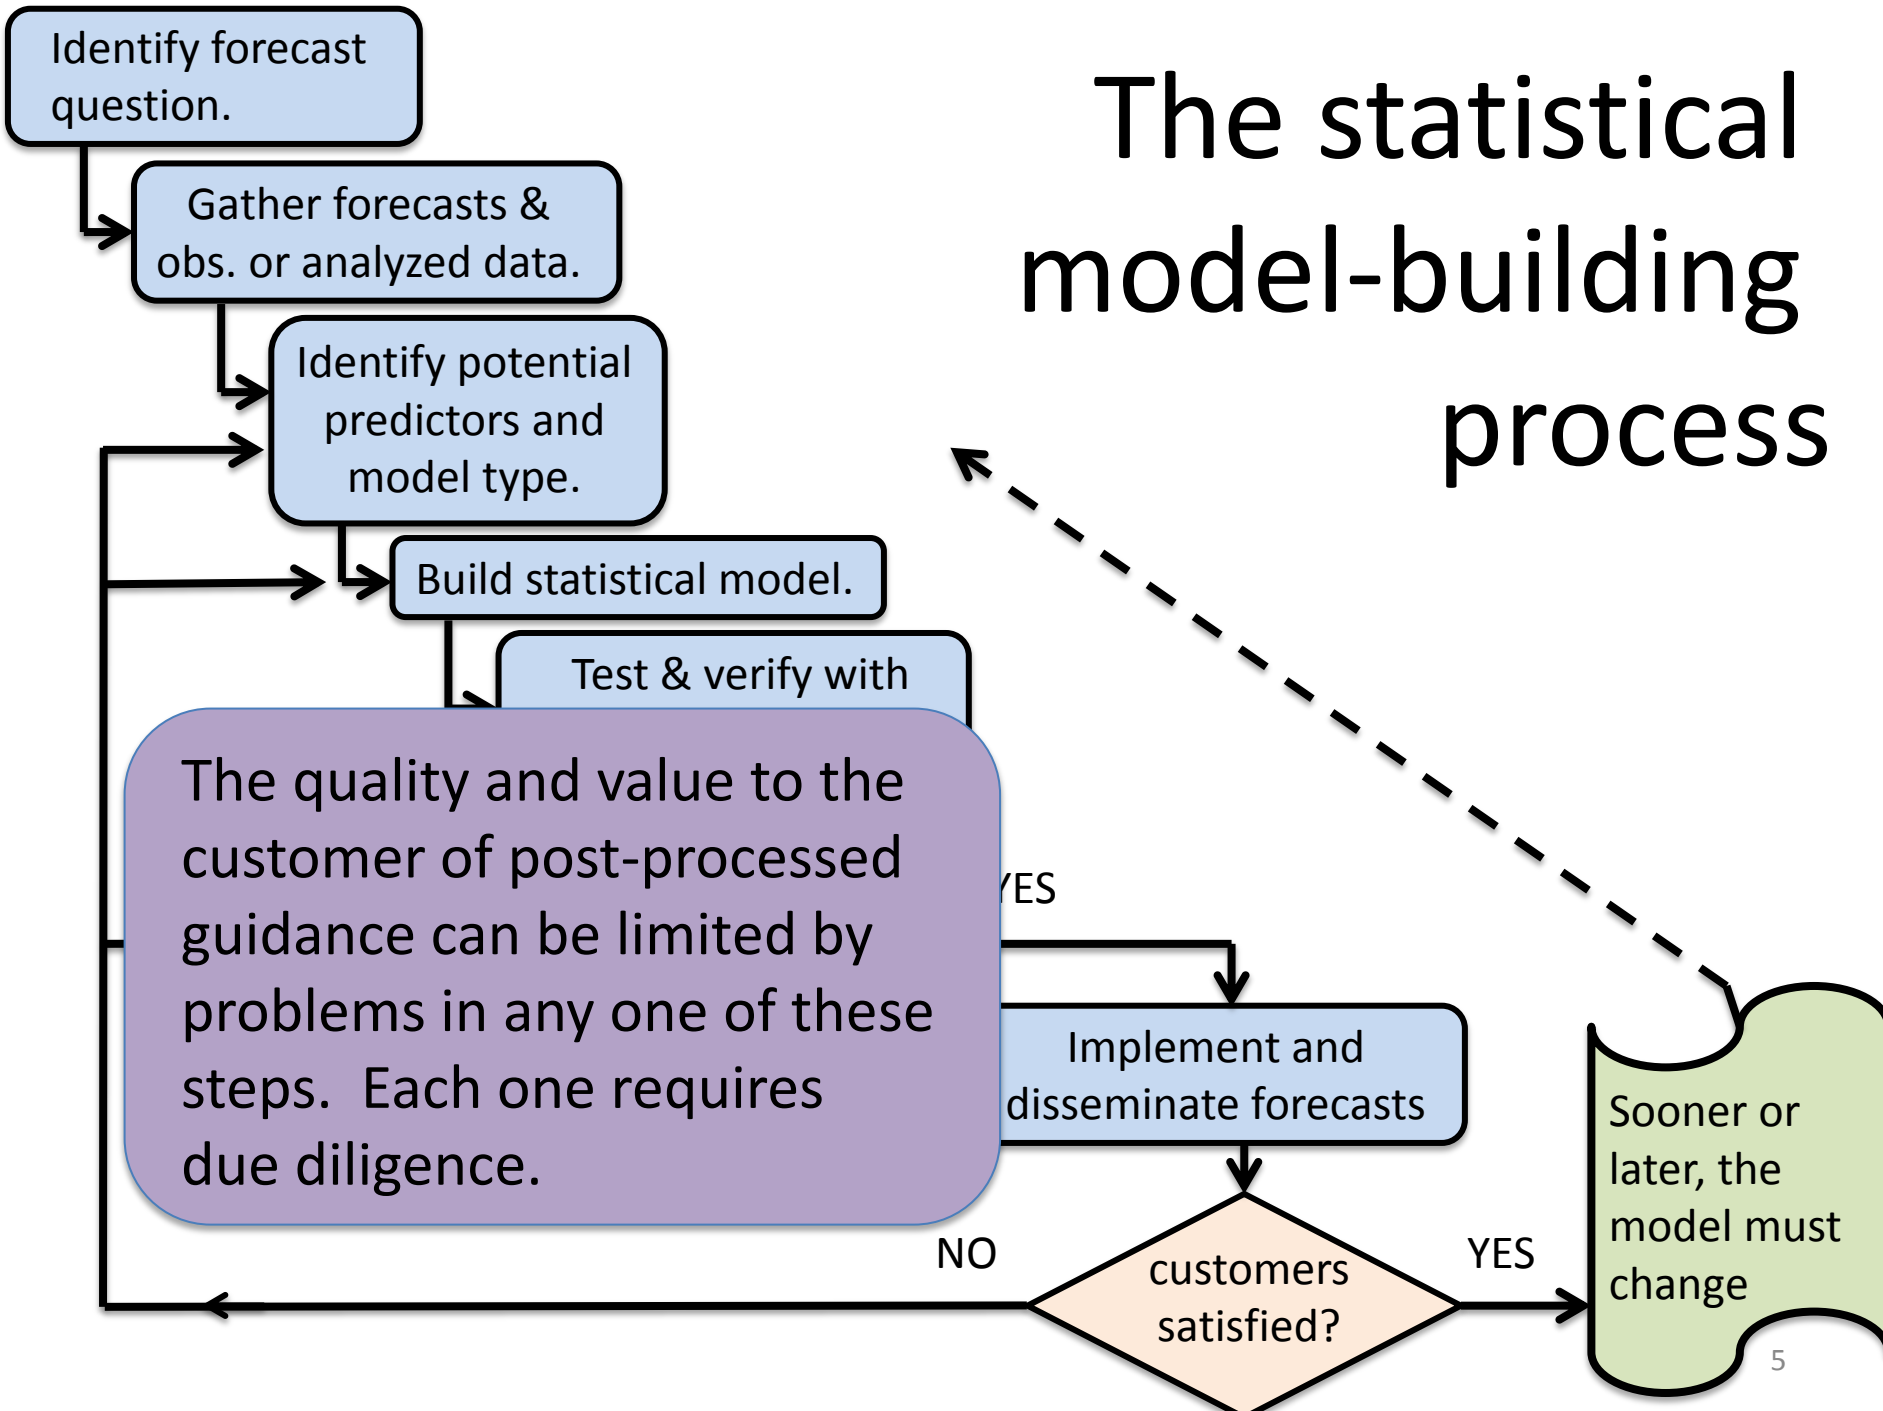 The statistical
model-building
process
Identify forecast
question.
Gather forecasts &
obs. or analyzed data.
Identify potential
predictors and
model type.
Build statistical model.
Test & verify with
The quality and value to the
customer of post-processed
guidance can be limited by
problems in any one of these
steps.  Each one requires
due diligence.
YES
Implement and
disseminate forecasts
customers
satisfied?
NO
YES
Sooner or
later, the
model must
change
5